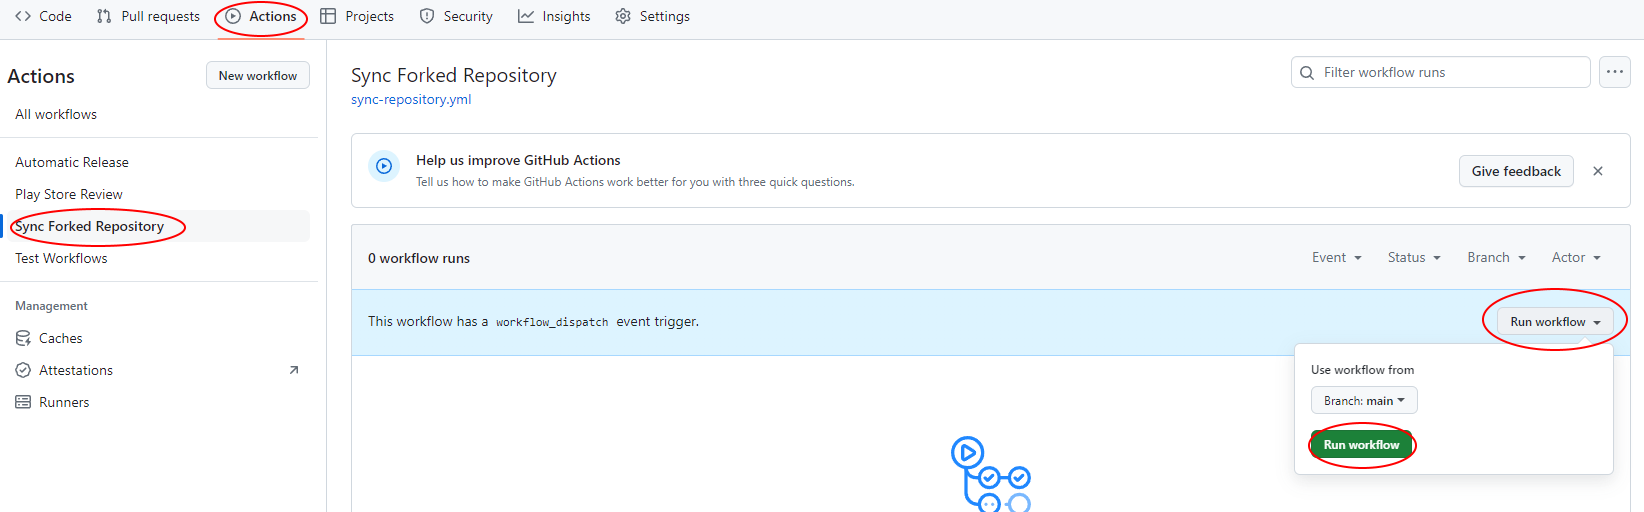 Code Pull requests Actions Projects Security Insights Settings
Actions
New workflow
All workflows
Automatic Release
Play Store Review
Sync Forked Repository
Test Workflows
Management
Caches
Attestations
Runners
Sync Forked Repository
sync-repository.yml
Filter workflow runs
Help us improve GitHub Actions
Tell us how to make GitHub Actions work better for you with three quick questions.
Give feedback
0 workflow runs
Event Status Branch Actor
This workflow has a workflow_dispatch event trigger.
Run workflow
Use workflow from
Branch: main
Run workflow